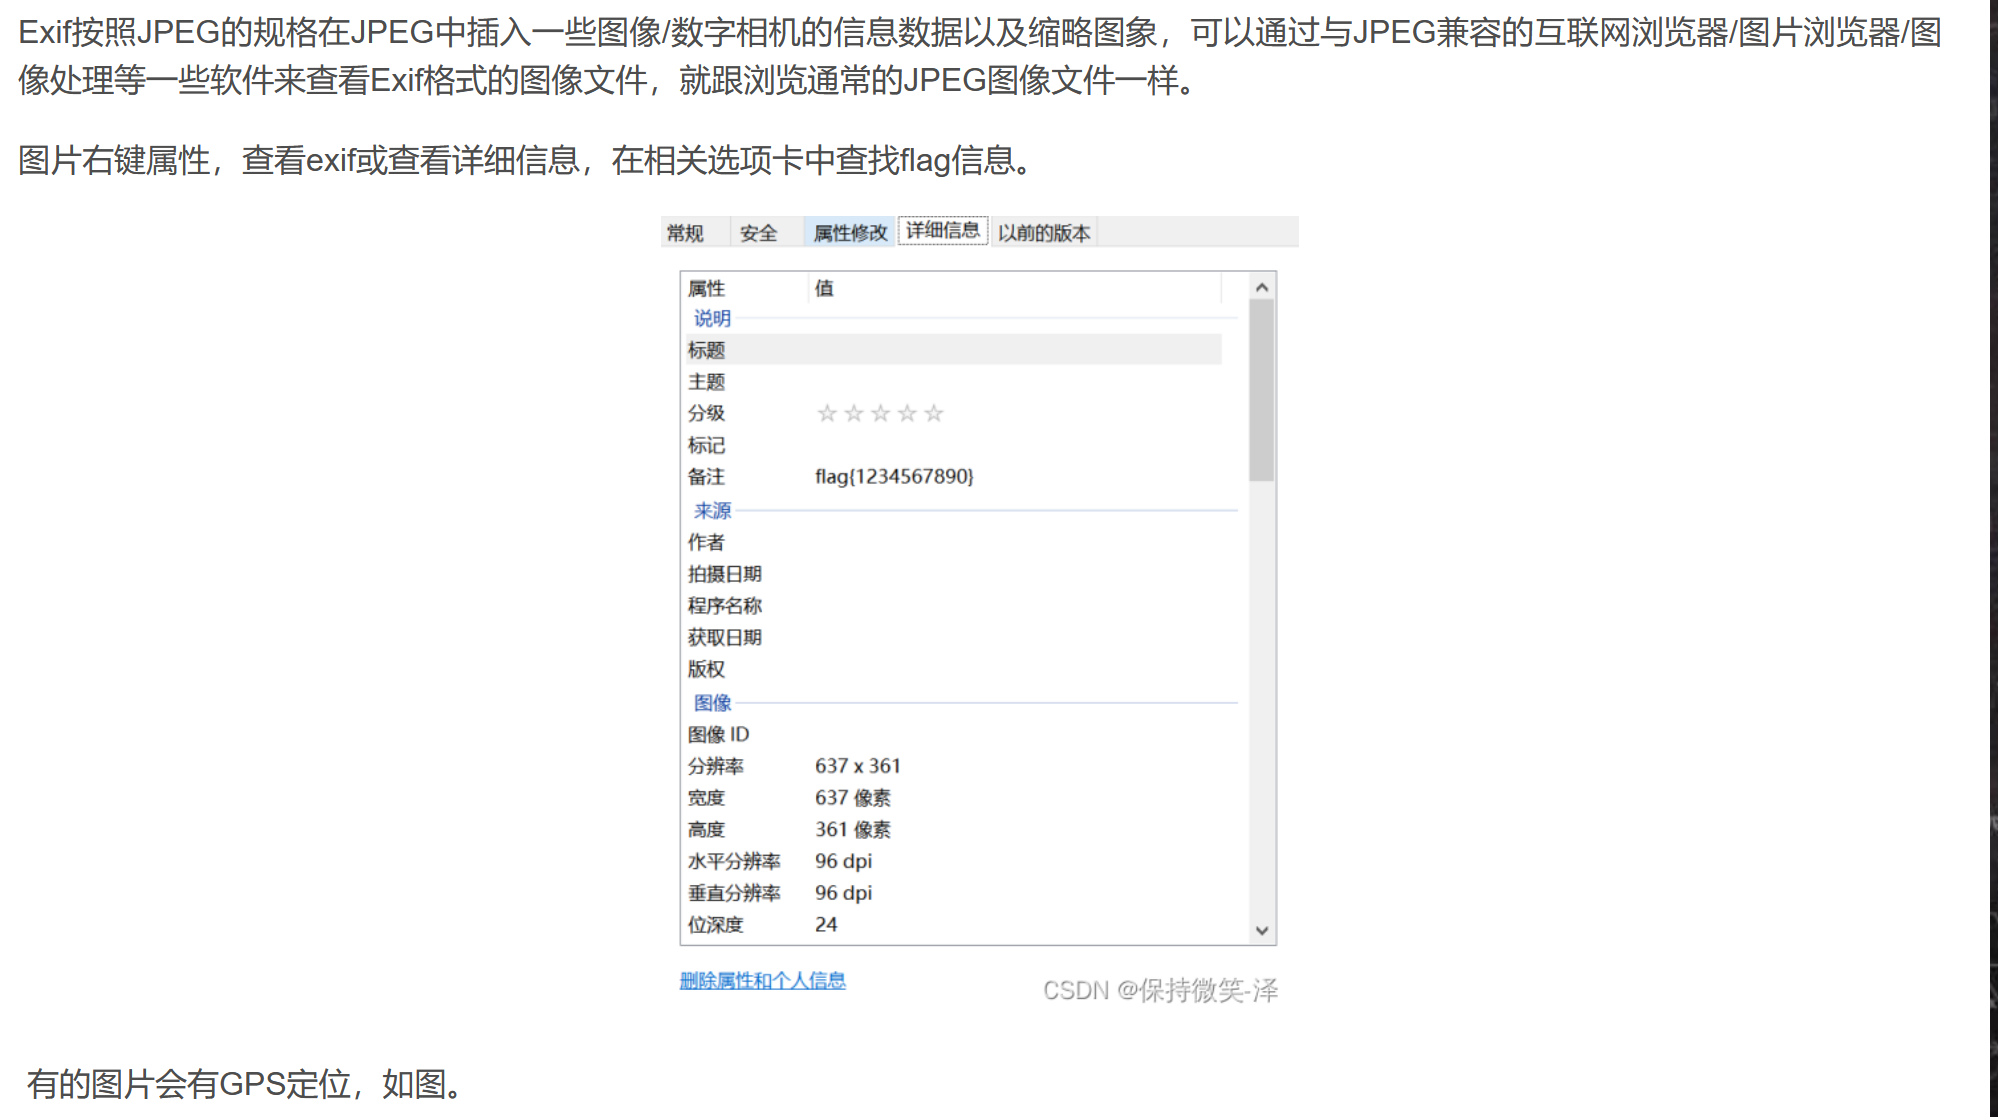 Exif按照JPEG的规格在JPEG中插入一些图像/数字相机的信息数据以及缩略图象，可以通过与JPEG兼容的互联网浏览器/图片浏览器/图
像处理等一些软件来查看Exif格式的图像文件，就跟浏览通常的JPEG图像文件一样。
图片右键属性，查看exif或查看详细信息，在相关选项卡中查找flag信息。
常规 安全 属性修改 详细信息 以前的版本
属性 值
说明
标题
主题
分级 ☆☆☆☆☆
标记
备注 flag{1234567890}
来源
作者
拍摄日期
程序名称
获取日期
版权
图像
图像 ID
分辨率 637 x 361
宽度 637 像素
高度 361 像素
水平分辨率 96 dpi
垂直分辨率 96 dpi
位深度 24
删除属性和个人信息
CSDN @保持微笑-泽
有的图片会有GPS定位，如图。